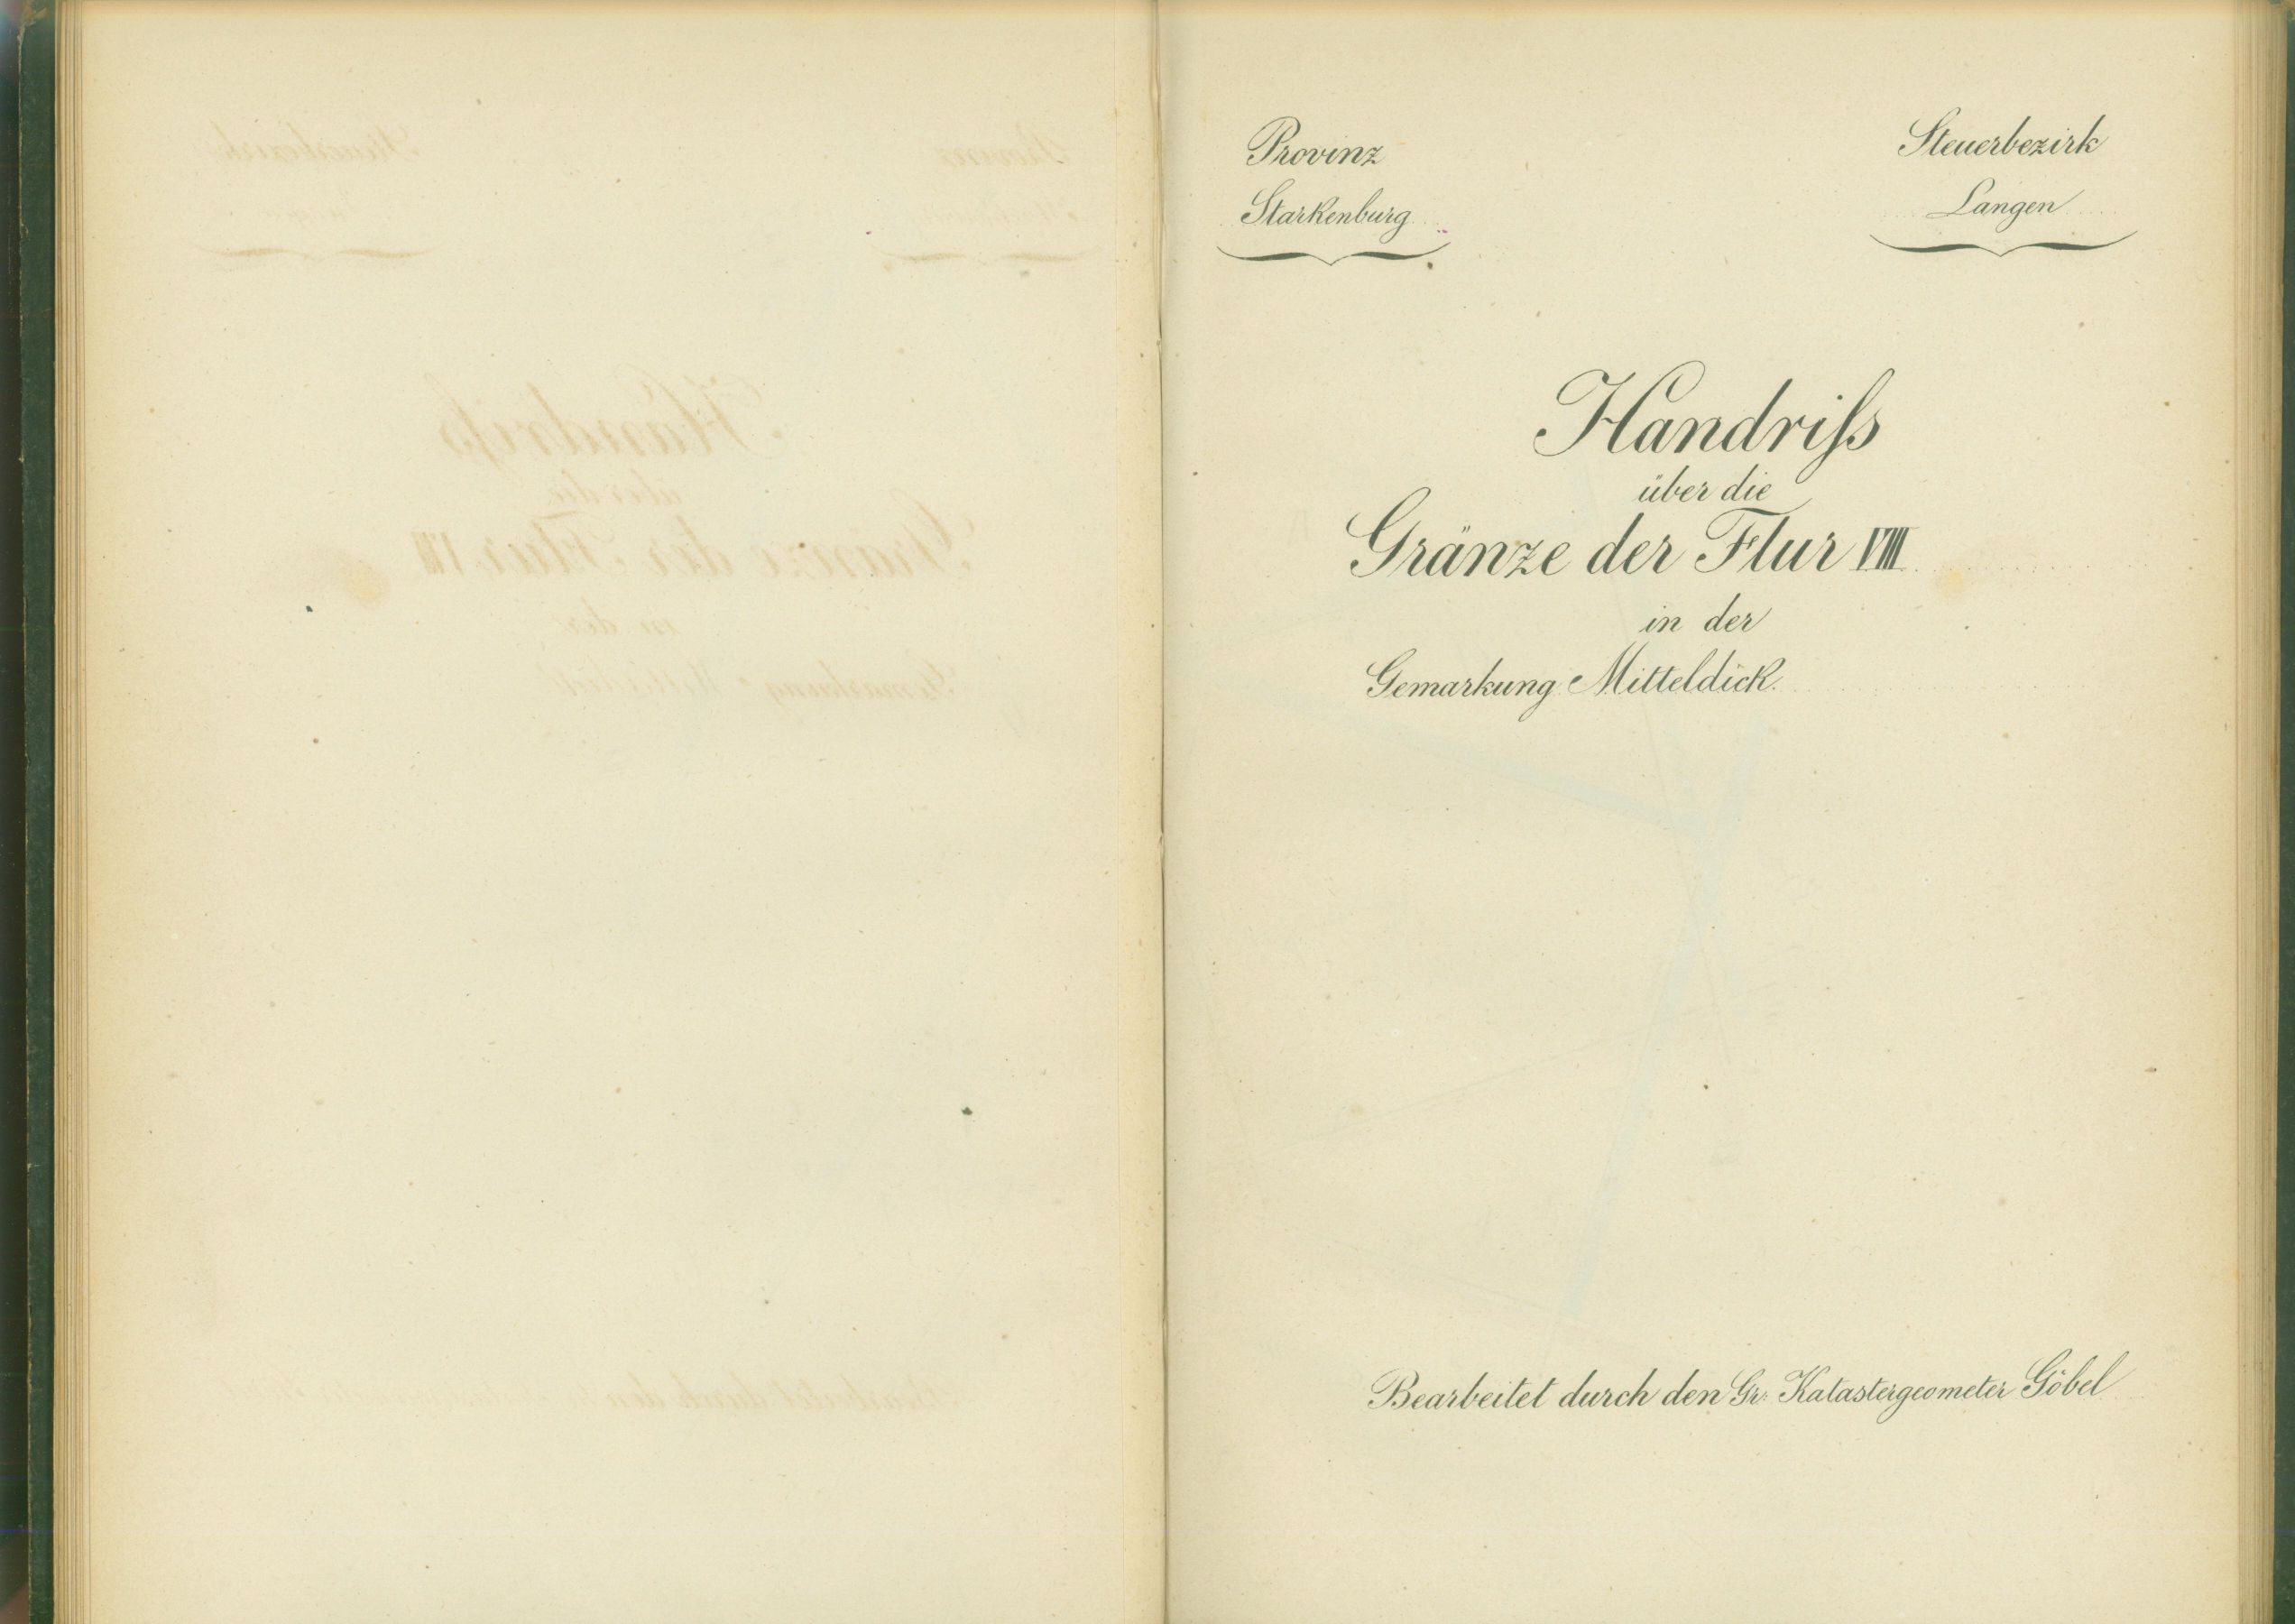 Provinz
Starkenburg
Steuerbezirk
Langen
Handriſs
über die
Gränze der Flur VIII
in der
Gemarkung Mitteldick.
Bearbeitet durch den Gr. Katastergeometer Göbel